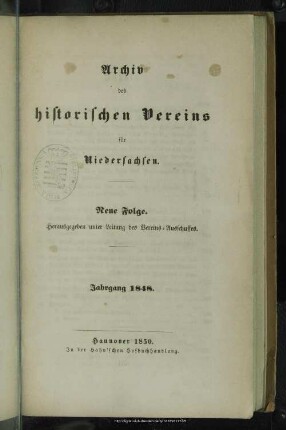 Archiv
des
historischen Vereins
für
Niedersachsen.
Neue Folge.
Herausgegeben unter Leitung des Vereins-Ausschusses.
Jahrgang 1848.
Hannover 1850.
In der Hahn'schen Hofbuchhandlung.